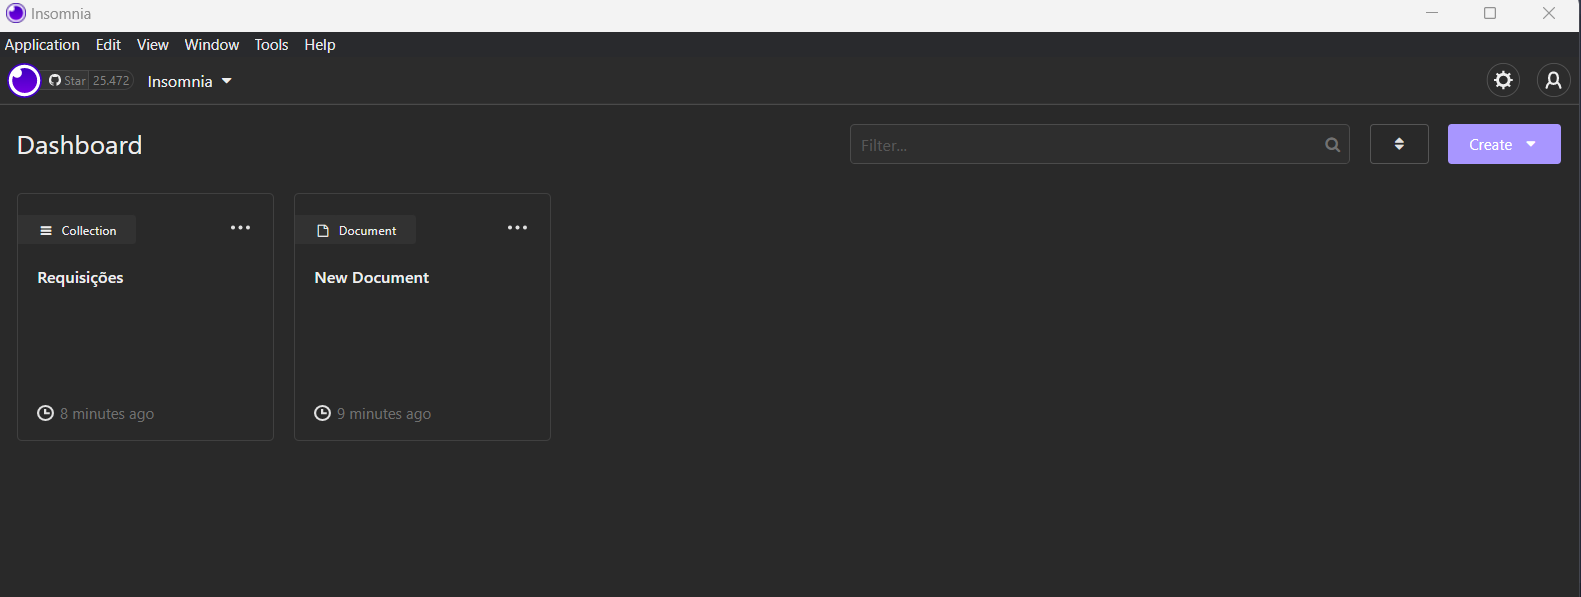 Insomnia
Application Edit View Window Tools Help
Star 25.472 Insomnia
Dashboard Filter... Create
Collection
Requisições
8 minutes ago
Document
New Document
9 minutes ago